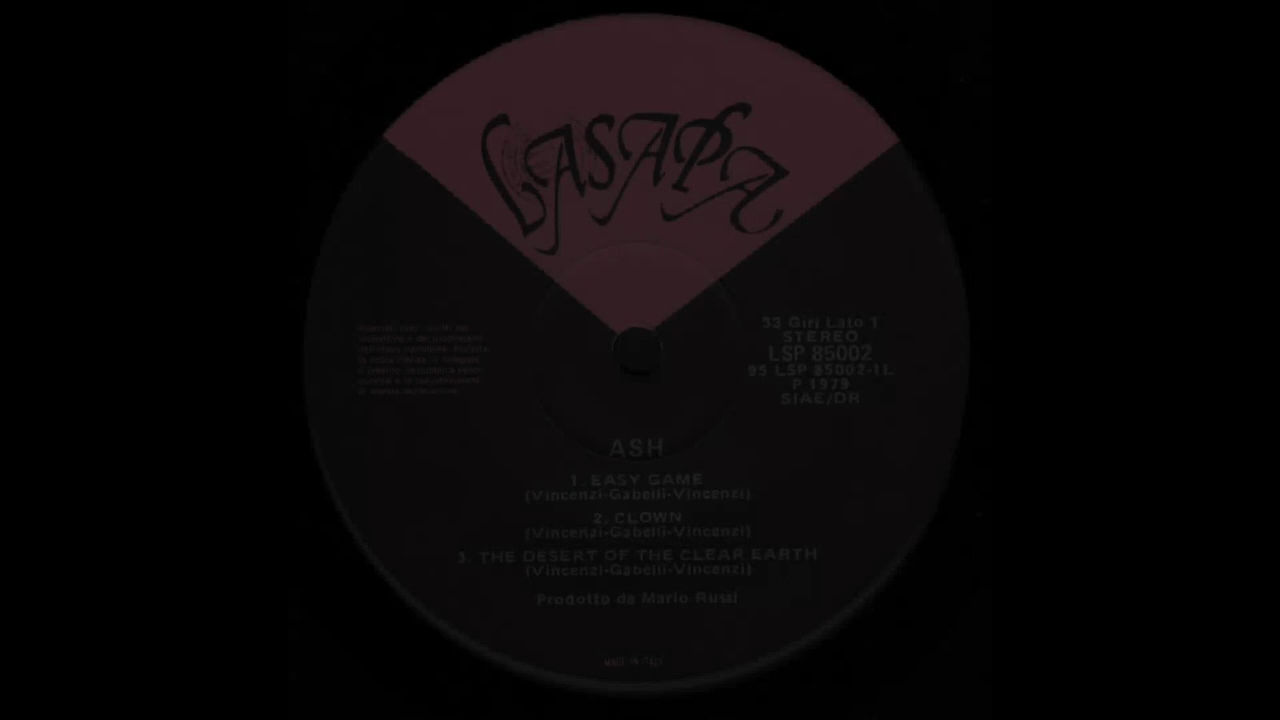 LASAPA
33 Giri Lato 1
STEREO
LSP 85002
95 LSP 85002-1L
P 1979
SIAE/DR
ASH
1. EASY GAME
(Vincenzi-Gabelli-Vincenzi)
2. CLOWN
(Vincenzi-Gabelli-Vincenzi)
3. THE DESERT OF THE CLEAR EARTH
(Vincenzi-Gabelli-Vincenzi)
Prodotto da Mario
MADE IN ITALY